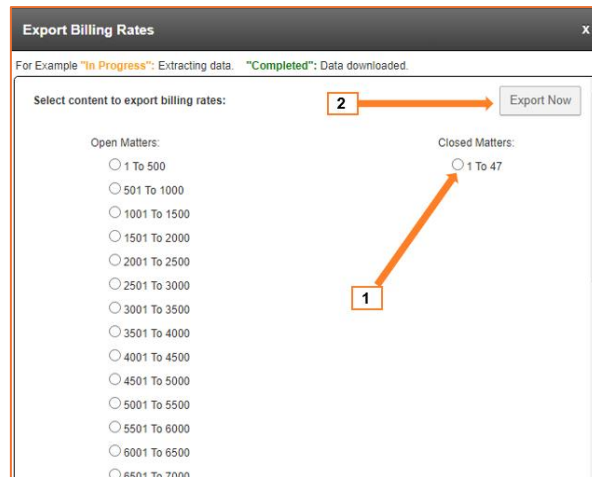 Export Billing Rates x
For Example "In Progress": Extracting data. "Completed": Data downloaded.
Select content to export billing rates: 2 Export Now
Open Matters: Closed Matters:
1 To 500 1 To 47
501 To 1000
1001 To 1500
1501 To 2000
2001 To 2500
2501 To 3000
1
3001 To 3500
3501 To 4000
4001 To 4500
4501 To 5000
5001 To 5500
5501 To 6000
6001 To 6500
6501 To 7000